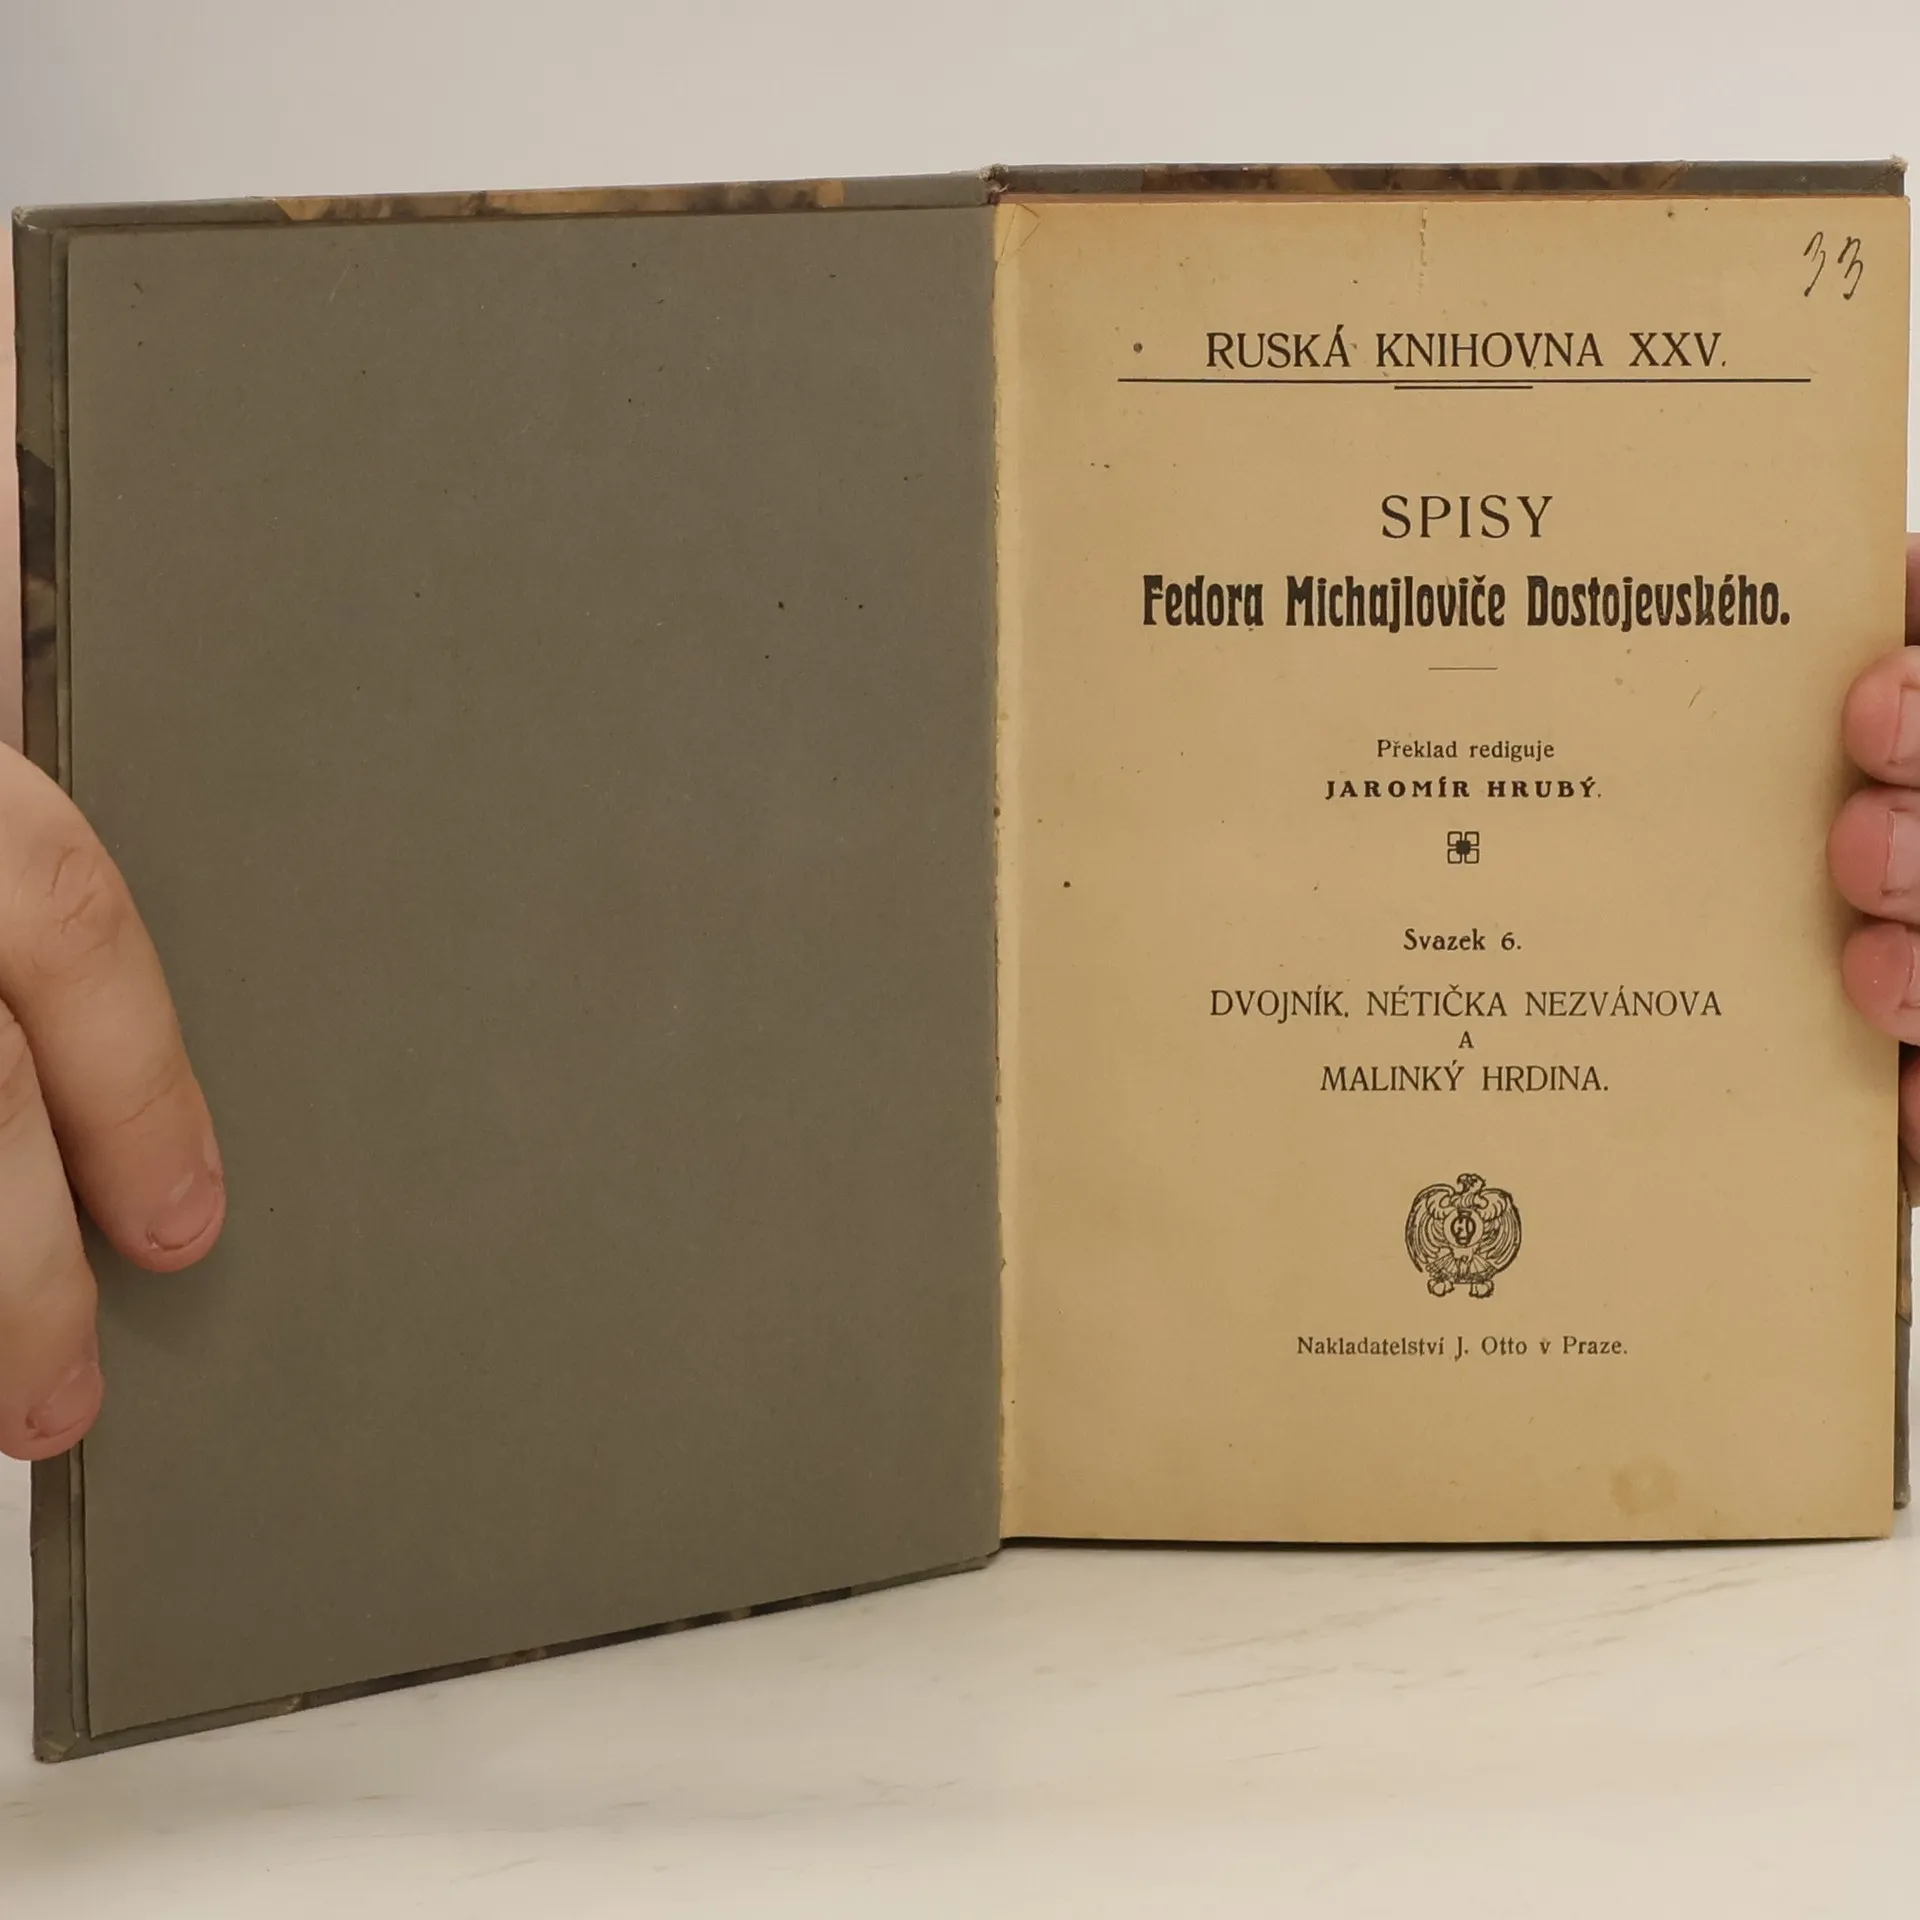 33
RUSKÁ KNIHOVNA XXV.
SPISY
Fedora Michajloviče Dostojevského.
Překlad rediguje
JAROMÍR HRUBÝ.
Svazek 6.
DVOJNÍK, NÉTIČKA NEZVÁNOVA
A
MALINKÝ HRDINA.
Nakladatelství J. Otto v Praze.